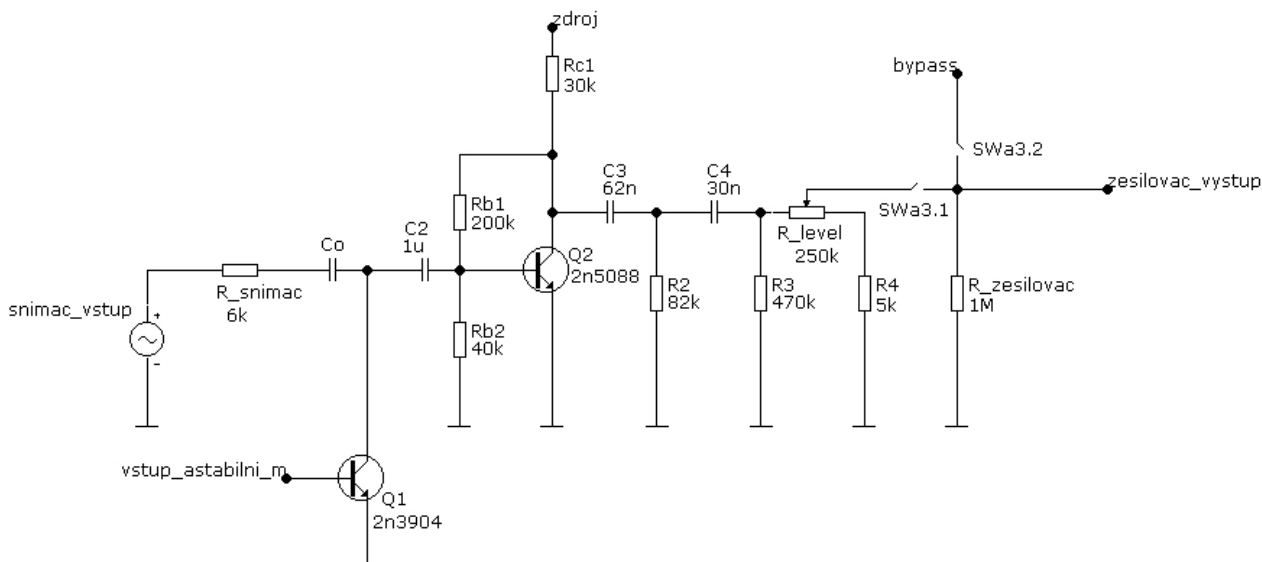 zdroj
Rc1
30k
bypass
SWa3.2
C3
62n
C4
30n
zesilovac_vystup
SWa3.1
Rb1
200k
C2
1u
Co
R_level
250k
Q2
2n5088
R_snimac
6k
R2
82k
R3
470k
R4
5k
R_zesilovac
1M
snimac_vstup
+
-
Rb2
40k
vstup_astabilni_m
Q1
2n3904